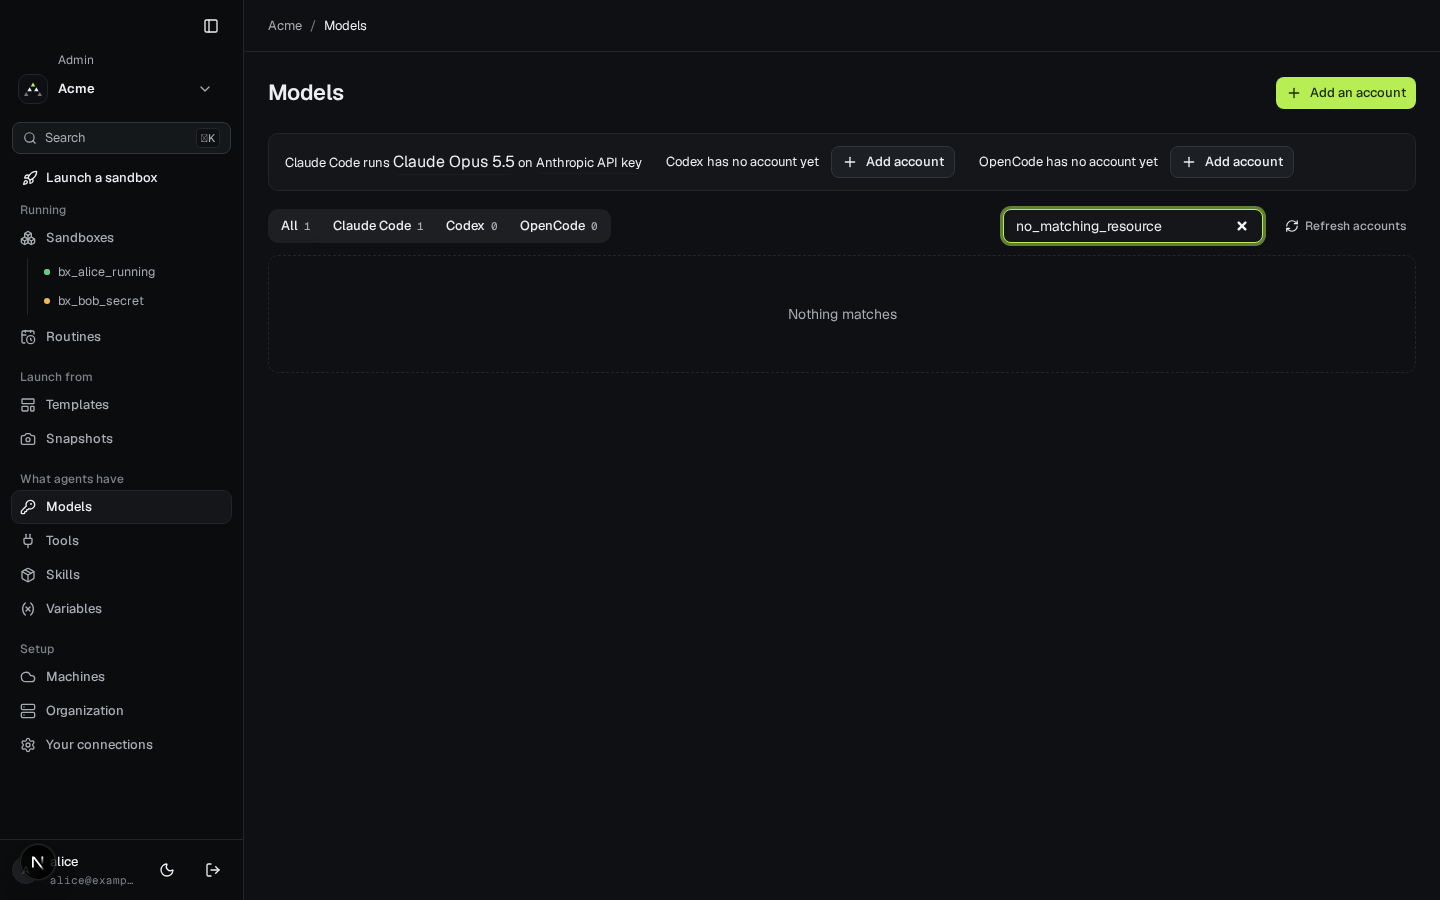 Acme / Models
Admin
Acme
Search
K
Launch a sandbox
Running
Sandboxes
bx_alice_running
bx_bob_secret
Routines
Launch from
Templates
Snapshots
What agents have
Models
Tools
Skills
Variables
Setup
Machines
Organization
Your connections
N
alice
alice@examp…
Models
Add an account
Claude Code runs Claude Opus 5.5 on Anthropic API key
Codex has no account yet
Add account
OpenCode has no account yet
Add account
All 1
Claude Code 1
Codex 0
OpenCode 0
no_matching_resource
Refresh accounts
Nothing matches